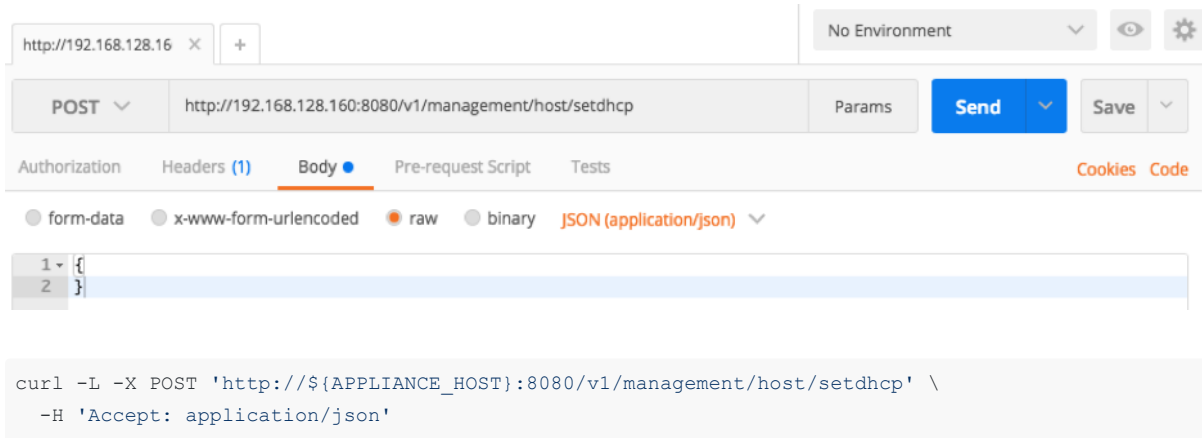 http://192.168.128.16 × +
No Environment
POST http://192.168.128.160:8080/v1/management/host/setdhcp Params Send Save
Authorization Headers (1) Body Pre-request Script Tests Cookies Code
form-data x-www-form-urlencoded raw binary JSON (application/json)
1 {
2 }
curl -L -X POST 'http://${APPLIANCE_HOST}:8080/v1/management/host/setdhcp' \
-H 'Accept: application/json'